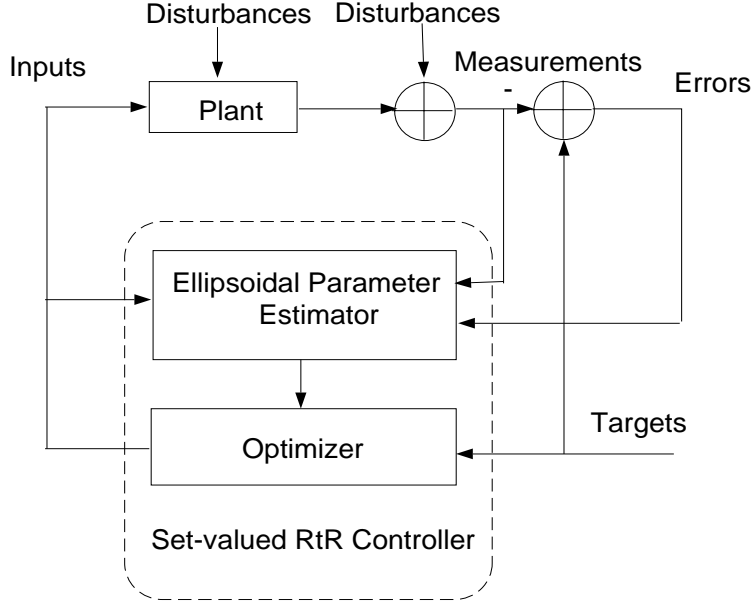 Disturbances
Disturbances
Inputs
Measurements
-
Errors
Plant
Ellipsoidal Parameter
Estimator
Targets
Optimizer
Set-valued RtR Controller